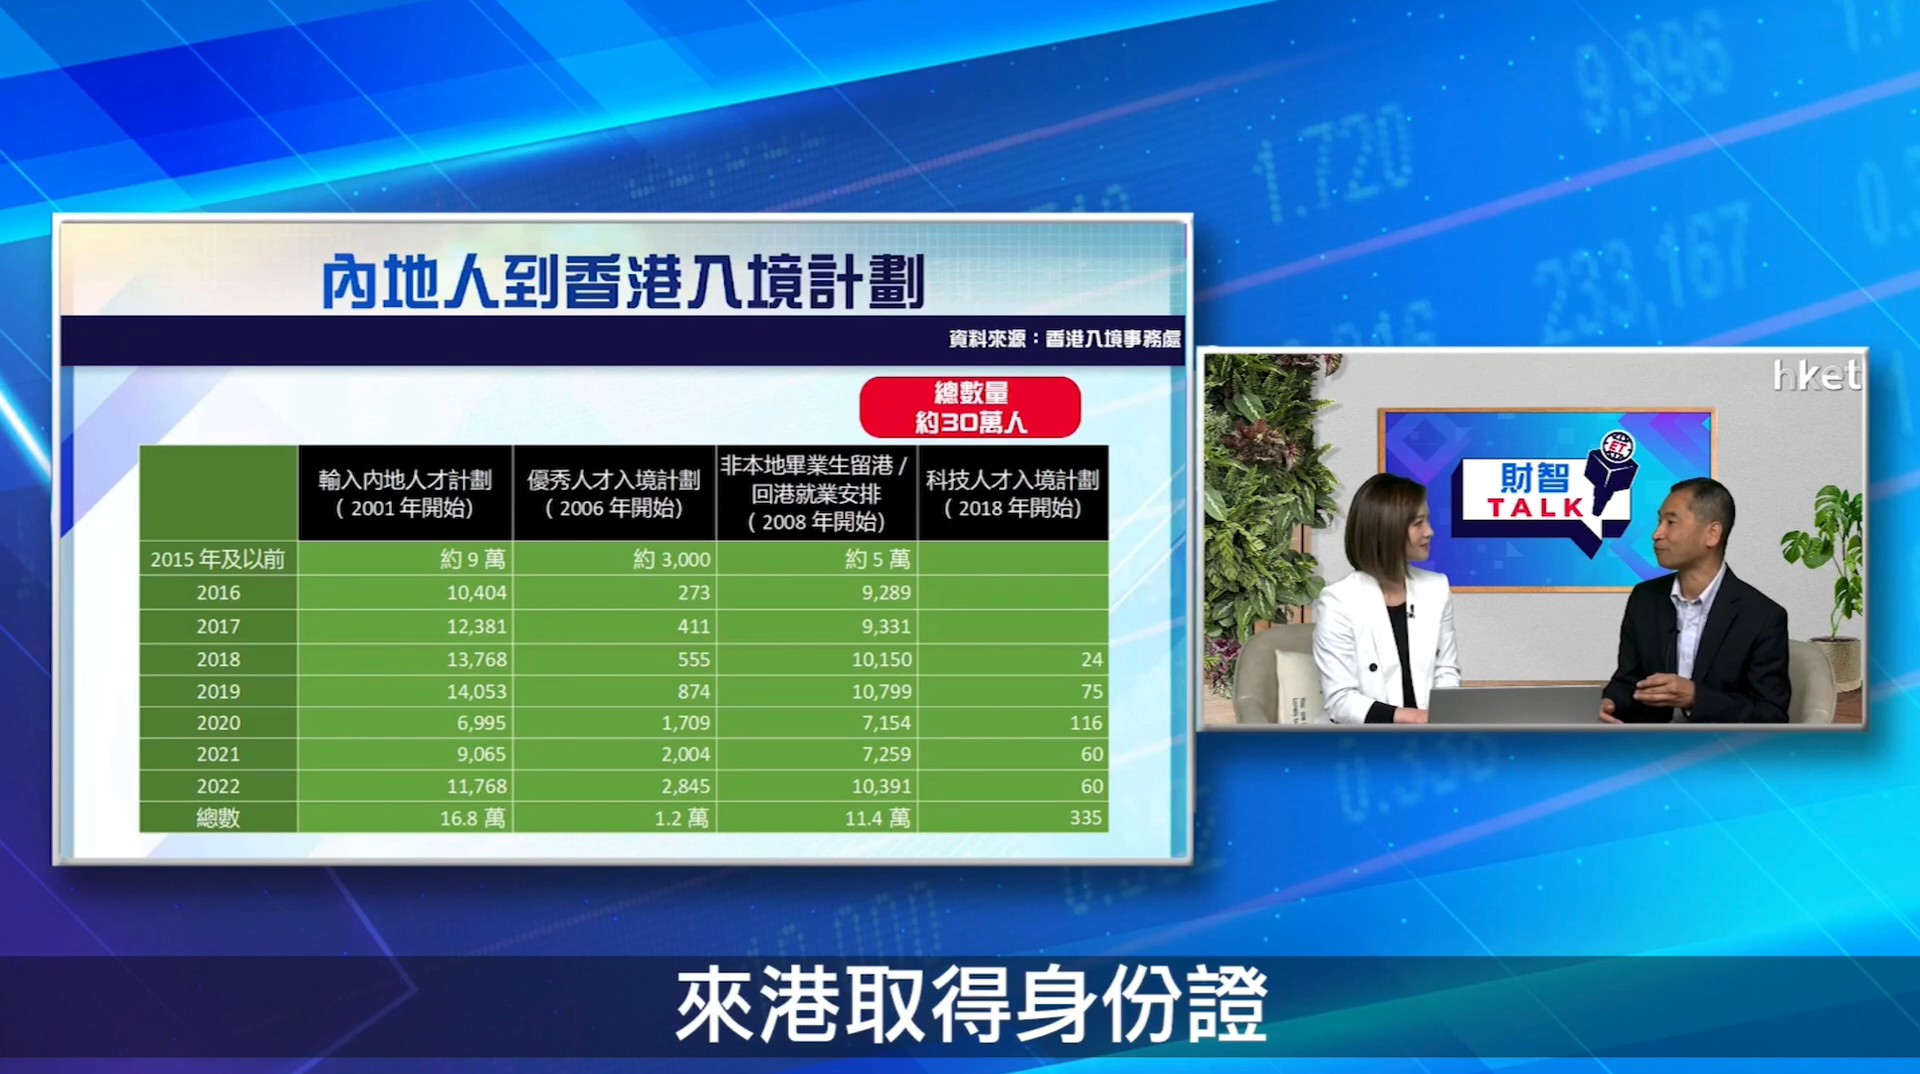 內地人到香港入境計劃
資料來源：香港入境事務處
總數量
約30萬人
輸入內地人才計劃
( 2001 年開始)
優秀人才入境計劃
( 2006 年開始)
非本地畢業生留港 /
回港就業安排
( 2008 年開始)
科技人才入境計劃
( 2018 年開始)
2015 年及以前 約 9 萬 約 3,000 約 5 萬
2016 10,404 273 9,289
2017 12,381 411 9,331
2018 13,768 555 10,150 24
2019 14,053 874 10,799 75
2020 6,995 1,709 7,154 116
2021 9,065 2,004 7,259 60
2022 11,768 2,845 10,391 60
總數 16.8 萬 1.2 萬 11.4 萬 335
hket
ET
財智
TALK
1.720
9,996
233,167
來港取得身份證